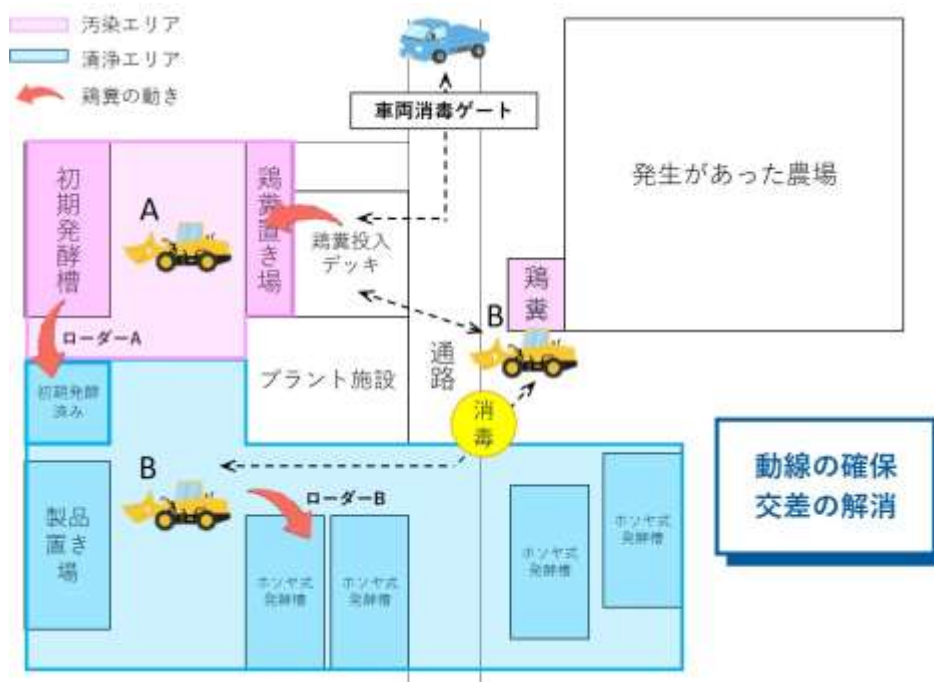 汚染エリア
清浄エリア
鶏糞の動き
車両消毒ゲート
発生があった農場
初期発酵槽
A
鶏糞置き場
鶏糞投入
デッキ
鶏糞
B
ローダーA
通路
プラント施設
初期発酵
済み
消毒
B
ローダーB
動線の確保
交差の解消
製品
置き
場
ホソヤ式
発酵槽
ホソヤ式
発酵槽
ホソヤ式
発酵槽
ホソヤ式
発酵槽